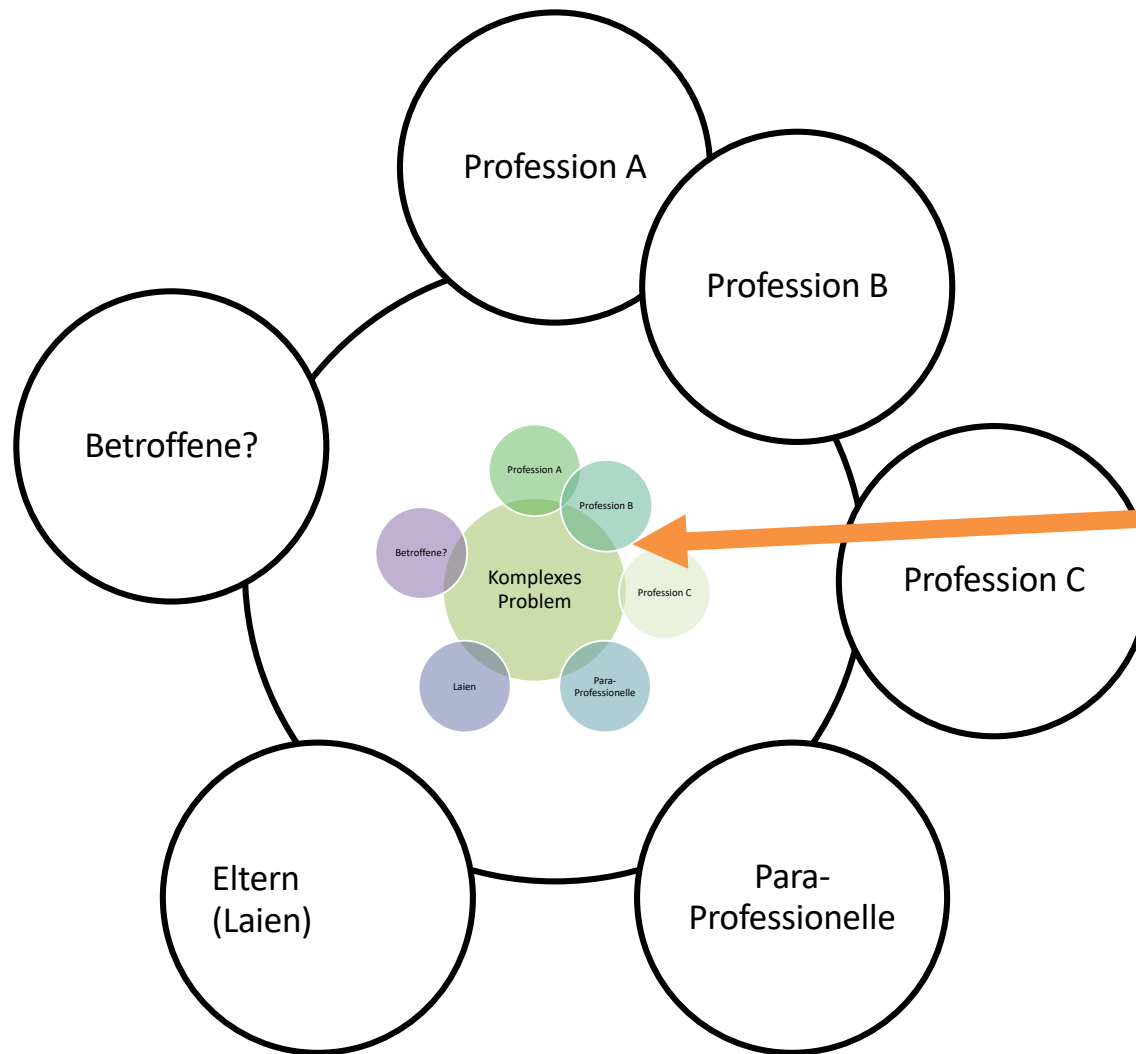 Profession A
Profession B
Betroffene?
Profession C
Eltern
(Laien)
Para-
Professionelle
Profession A
Profession B
Betroffene?
Komplexes
Problem
Profession C
Laien
Para-
Professionelle